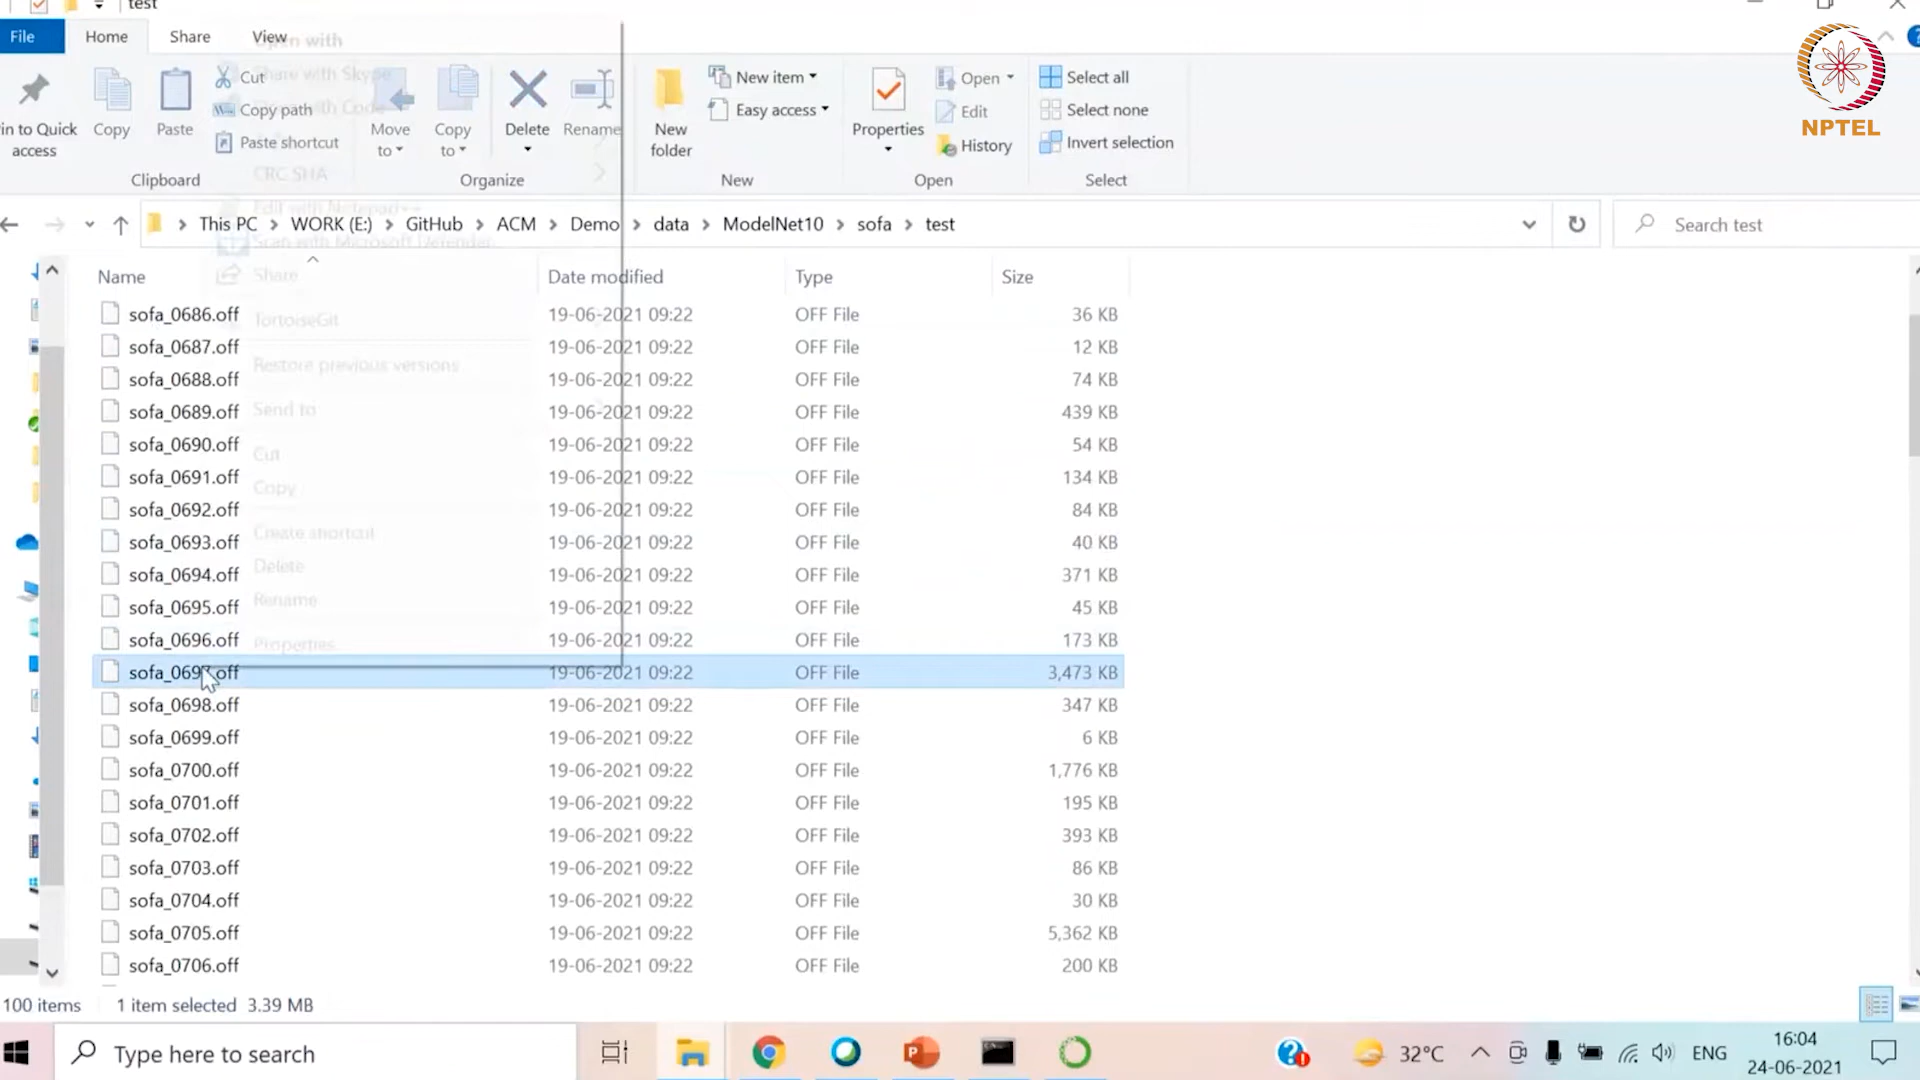 test
File Home Share View
Open with
Share with Skype
Cut
Copy path
Paste shortcut
CRC SHA
Edit with Notepad++
Pin to Quick access
Copy
Paste
Clipboard
Move to
Copy to
Delete
Rename
Organize
New folder
New item
Easy access
New
Properties
Open
Edit
History
Open
Select all
Select none
Invert selection
Select
NPTEL
This PC > WORK (E:) > GitHub > ACM > Demo > data > ModelNet10 > sofa > test
Search test
Scan with Microsoft Defender
Share
TortoiseGit
Restore previous versions
Send to
Cut
Copy
Create shortcut
Delete
Rename
Properties
Name Date modified Type Size
sofa_0686.off 19-06-2021 09:22 OFF File 36 KB
sofa_0687.off 19-06-2021 09:22 OFF File 12 KB
sofa_0688.off 19-06-2021 09:22 OFF File 74 KB
sofa_0689.off 19-06-2021 09:22 OFF File 439 KB
sofa_0690.off 19-06-2021 09:22 OFF File 54 KB
sofa_0691.off 19-06-2021 09:22 OFF File 134 KB
sofa_0692.off 19-06-2021 09:22 OFF File 84 KB
sofa_0693.off 19-06-2021 09:22 OFF File 40 KB
sofa_0694.off 19-06-2021 09:22 OFF File 371 KB
sofa_0695.off 19-06-2021 09:22 OFF File 45 KB
sofa_0696.off 19-06-2021 09:22 OFF File 173 KB
sofa_0697.off 19-06-2021 09:22 OFF File 3,473 KB
sofa_0698.off 19-06-2021 09:22 OFF File 347 KB
sofa_0699.off 19-06-2021 09:22 OFF File 6 KB
sofa_0700.off 19-06-2021 09:22 OFF File 1,776 KB
sofa_0701.off 19-06-2021 09:22 OFF File 195 KB
sofa_0702.off 19-06-2021 09:22 OFF File 393 KB
sofa_0703.off 19-06-2021 09:22 OFF File 86 KB
sofa_0704.off 19-06-2021 09:22 OFF File 30 KB
sofa_0705.off 19-06-2021 09:22 OFF File 5,362 KB
sofa_0706.off 19-06-2021 09:22 OFF File 200 KB
100 items 1 item selected 3.39 MB
Type here to search
32°C
ENG
16:04
24-06-2021